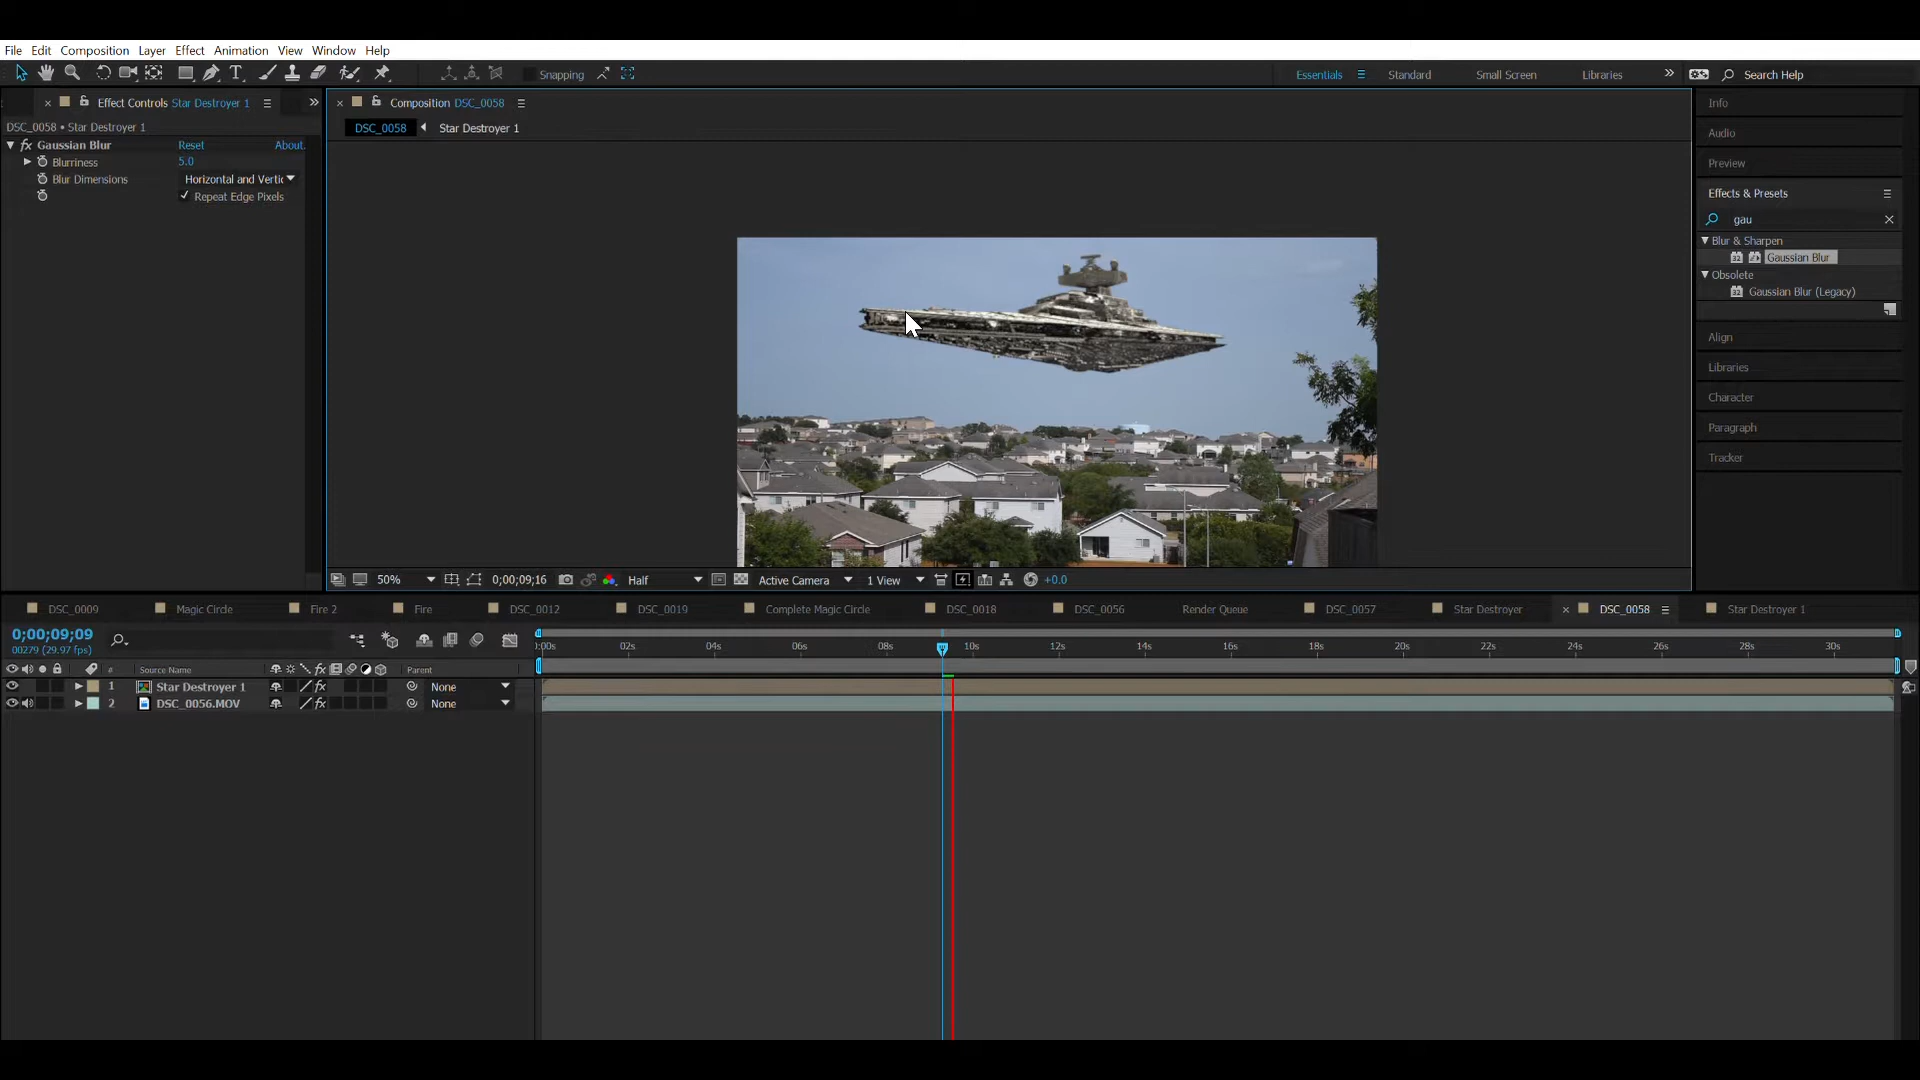 File Edit Composition Layer Effect Animation View Window Help
Snapping Essentials Standard Small Screen Libraries Search Help
Effect Controls Star Destroyer 1
DSC_0058 • Star Destroyer 1
Gaussian Blur Reset About.
Blurriness 5.0
Blur Dimensions Horizontal and Vertic
Repeat Edge Pixels
Composition DSC_0058
DSC_0058 Star Destroyer 1
50% 0;00;09;16 Half Active Camera 1 View +0.0
Info
Audio
Preview
Effects & Presets
gau
Blur & Sharpen
32 Gaussian Blur
Obsolete
32 Gaussian Blur (Legacy)
Align
Libraries
Character
Paragraph
Tracker
DSC_0009 Magic Circle Fire 2 Fire DSC_0012 DSC_0019 Complete Magic Circle DSC_0018 DSC_0056 Render Queue DSC_0057 Star Destroyer DSC_0058 Star Destroyer 1
0;00;09;09
00279 (29.97 fps)
:00s 02s 04s 06s 08s 10s 12s 14s 16s 18s 20s 22s 24s 26s 28s 30s
# Source Name fx Parent
1 Star Destroyer 1 fx None
2 DSC_0056.MOV fx None